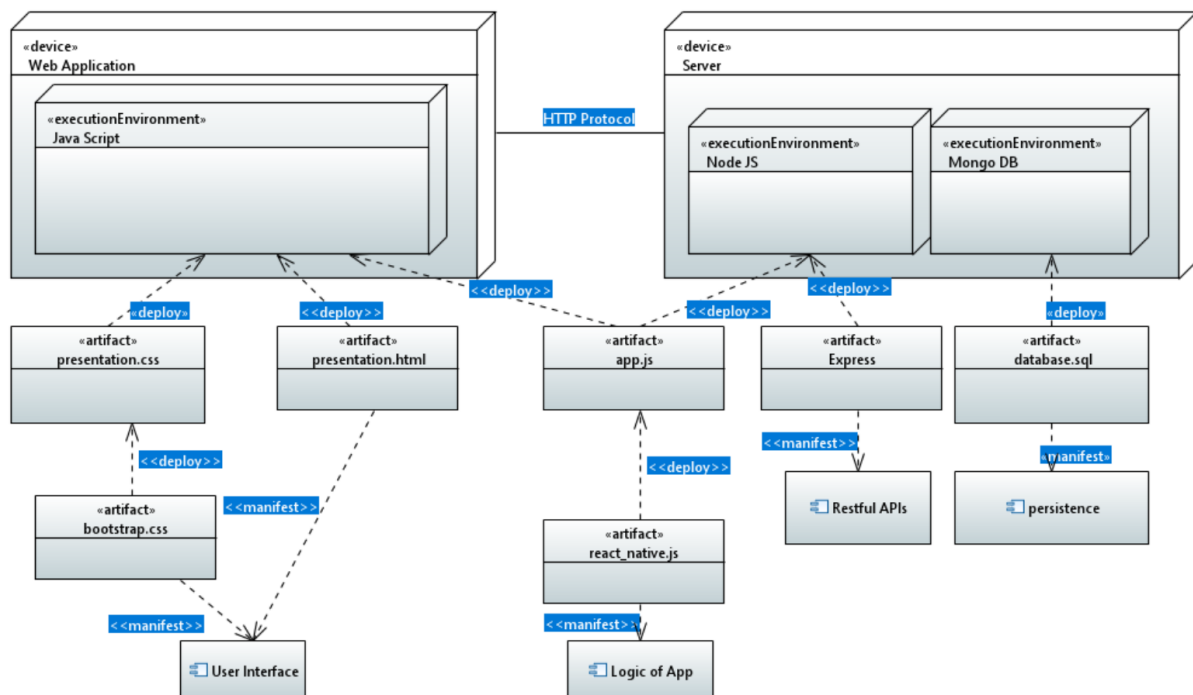 «device»
Web Application
«executionEnvironment»
Java Script
HTTP Protocol
«device»
Server
«executionEnvironment»
Node JS
«executionEnvironment»
Mongo DB
«deploy»
<<deploy>>
<<deploy>>
<<deploy>>
<<deploy>>
«deploy»
«artifact»
presentation.css
«artifact»
presentation.html
«artifact»
app.js
«artifact»
Express
«artifact»
database.sql
<<deploy>>
<<deploy>>
<<manifest>>
«manifest»
«artifact»
bootstrap.css
<<manifest>>
«artifact»
react_native.js
Restful APIs
persistence
<<manifest>>
<<manifest>>
User Interface
Logic of App